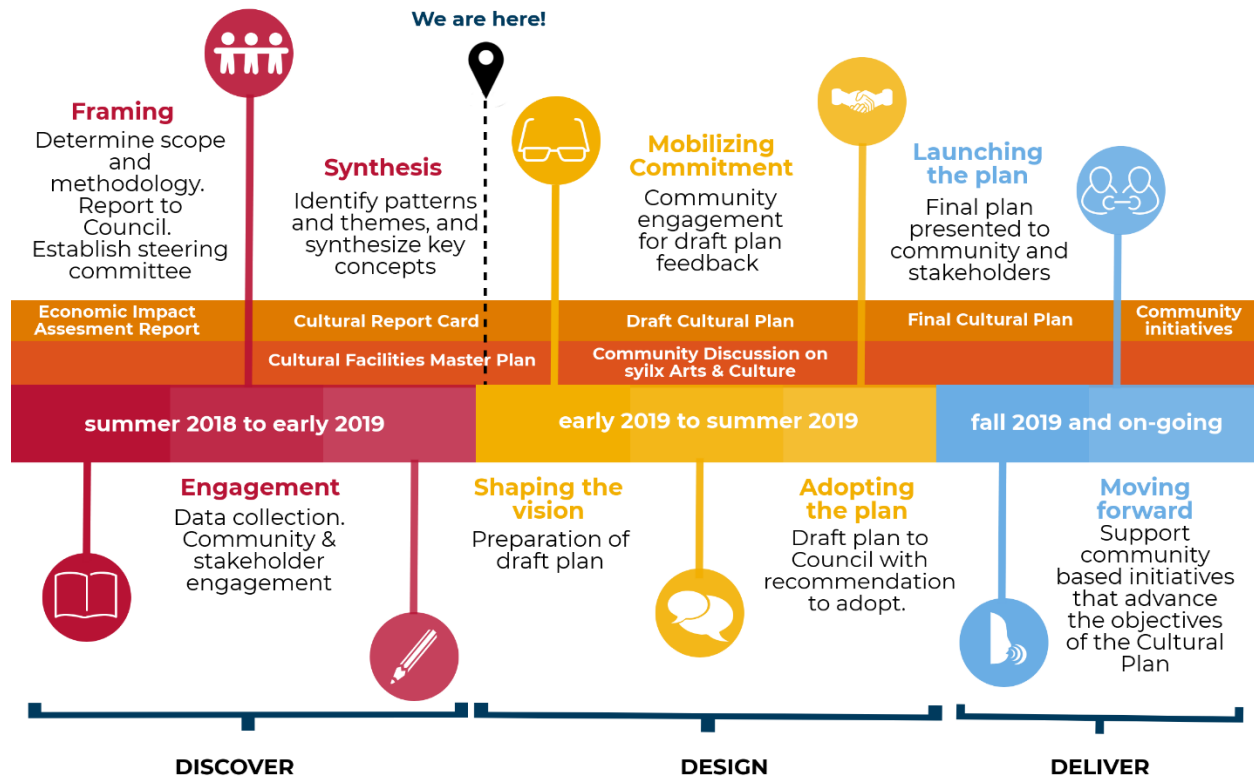 We are here!
Framing
Determine scope
and
methodology.
Report to
Council.
Establish steering
committee
Synthesis
Identify patterns
and themes, and
synthesize key
concepts
Mobilizing
Commitment
Community
engagement
for draft plan
feedback
Launching
the plan
Final plan
presented to
community and
stakeholders
Economic Impact
Assesment Report
Cultural Report Card
Draft Cultural Plan
Final Cultural Plan
Community
initiatives
Cultural Facilities Master Plan
Community Discussion on
syilx Arts & Culture
summer 2018 to early 2019
early 2019 to summer 2019
fall 2019 and on-going
Engagement
Data collection.
Community &
stakeholder
engagement
Shaping the
vision
Preparation of
draft plan
Adopting
the plan
Draft plan to
Council with
recommendation
to adopt.
Moving
forward
Support
community
based initiatives
that advance
the objectives
of the Cultural
Plan
DISCOVER
DESIGN
DELIVER